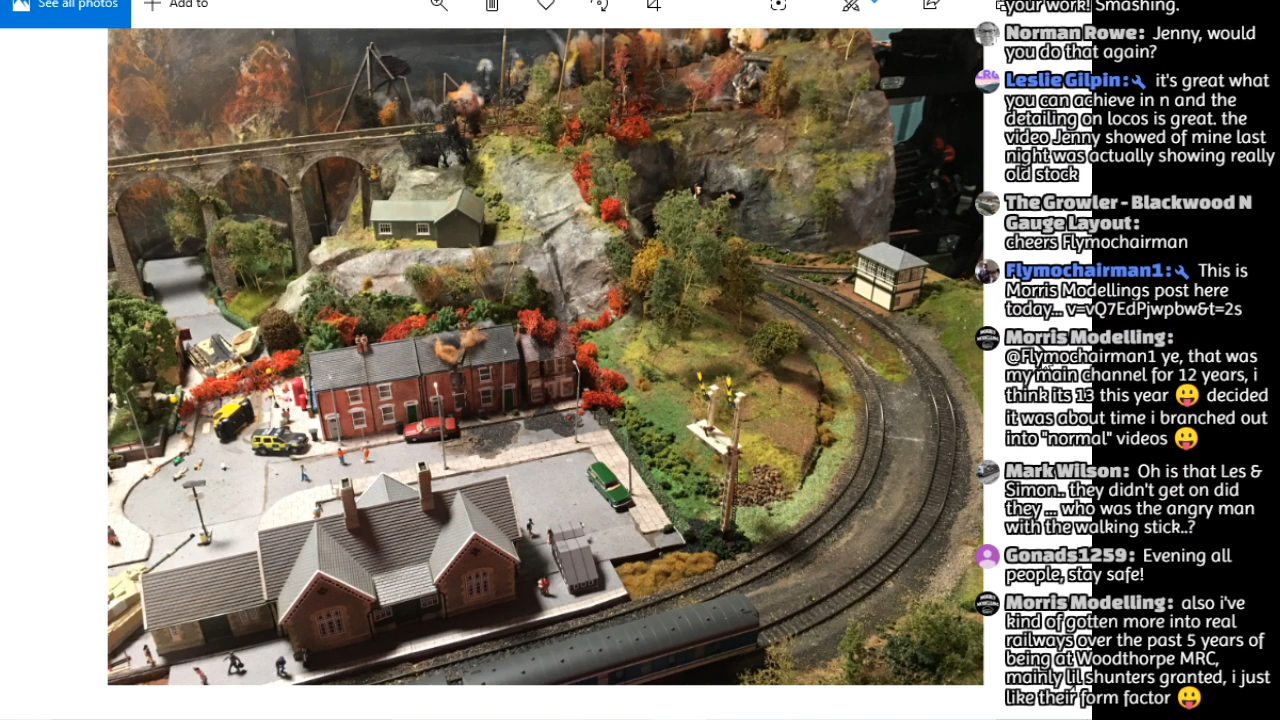 See all photos
Add to
your work! Smashing.
Norman Rowe: Jenny, would
you do that again?
Leslie Gilpin: it's great what
you can achieve in n and the
detailing on locos is great. the
video Jenny showed of mine last
night was actually showing really
old stock
The Growler - Blackwood N
Gauge Layout:
cheers Flymochairman
Flymochairman1: This is
Morris Modellings post here
today... v=vQ7EdPjwpbw&t=2s
Morris Modelling:
@Flymochairman1 ye, that was
my main channel for 12 years, i
think its 13 this year 😛 decided
it was about time i branched out
into "normal" videos 😛
Mark Wilson: Oh is that Les &
Simon.. they didn't get on did
they ... who was the angry man
with the walking stick..?
Gonads1259: Evening all
people, stay safe!
Morris Modelling: also i've
kind of gotten more into real
railways over the past 5 years of
being at Woodthorpe MRC,
mainly lil shunters granted, i just
like their form factor 😛